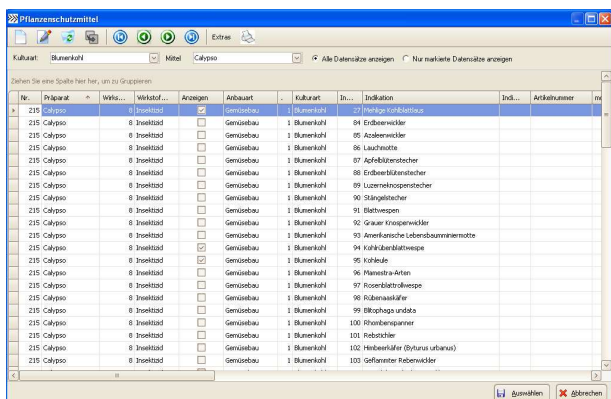 Pflanzenschutzmittel
Extras
Kulturart: Blumenkohl Mittel Calypso Alle Datensätze anzeigen Nur markierte Datensätze anzeigen
Ziehen Sie eine Spalte hier her, um zu Gruppieren
Nr. Präparat Wirks... Wirkstof... Anzeigen Anbauart . Kulturart In... Indikation Indi... Artikelnummer
215 Calypso 8 Insektizid Gemüsebau 1 Blumenkohl 27 Mehlige Kohlblattlaus
215 Calypso 8 Insektizid Gemüsebau 1 Blumenkohl 84 Erdbeerwickler
215 Calypso 8 Insektizid Gemüsebau 1 Blumenkohl 85 Azaleenwickler
215 Calypso 8 Insektizid Gemüsebau 1 Blumenkohl 86 Lauchmotte
215 Calypso 8 Insektizid Gemüsebau 1 Blumenkohl 87 Apfelblütenstecher
215 Calypso 8 Insektizid Gemüsebau 1 Blumenkohl 88 Erdbeerblütenstecher
215 Calypso 8 Insektizid Gemüsebau 1 Blumenkohl 89 Luzerneknospenstecher
215 Calypso 8 Insektizid Gemüsebau 1 Blumenkohl 90 Stängelstecher
215 Calypso 8 Insektizid Gemüsebau 1 Blumenkohl 91 Blattwespen
215 Calypso 8 Insektizid Gemüsebau 1 Blumenkohl 92 Grauer Knospenwickler
215 Calypso 8 Insektizid Gemüsebau 1 Blumenkohl 93 Amerikanische Lebensbaumminiermotte
215 Calypso 8 Insektizid Gemüsebau 1 Blumenkohl 94 Kohlrübenblattwespe
215 Calypso 8 Insektizid Gemüsebau 1 Blumenkohl 95 Kohleule
215 Calypso 8 Insektizid Gemüsebau 1 Blumenkohl 96 Mamestra-Arten
215 Calypso 8 Insektizid Gemüsebau 1 Blumenkohl 97 Rosenblattrollwespe
215 Calypso 8 Insektizid Gemüsebau 1 Blumenkohl 98 Rübenaaskäfer
215 Calypso 8 Insektizid Gemüsebau 1 Blumenkohl 99 Blitophaga undata
215 Calypso 8 Insektizid Gemüsebau 1 Blumenkohl 100 Rhombenspanner
215 Calypso 8 Insektizid Gemüsebau 1 Blumenkohl 101 Rebstichler
215 Calypso 8 Insektizid Gemüsebau 1 Blumenkohl 102 Himbeerkäfer (Byturus urbanus)
215 Calypso 8 Insektizid Gemüsebau 1 Blumenkohl 103 Geflammter Rebenwickler
Auswählen Abbrechen